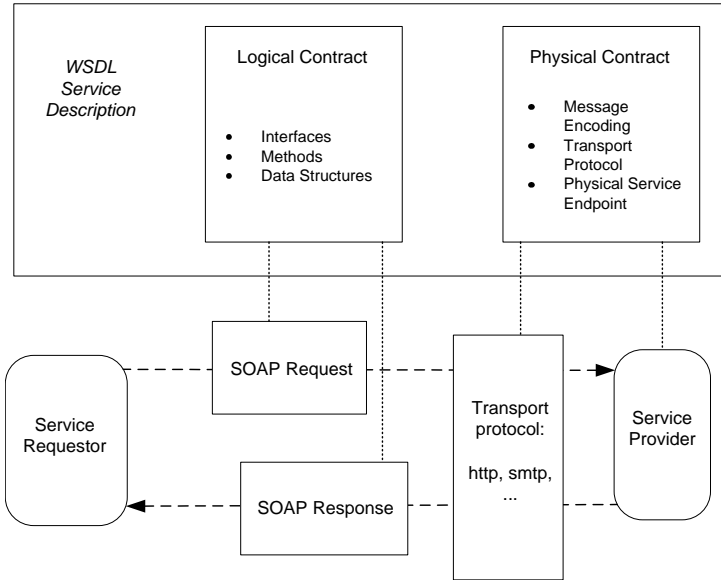 WSDL
Service
Description
Logical Contract
• Interfaces
• Methods
• Data Structures
Physical Contract
• Message
Encoding
• Transport
Protocol
• Physical Service
Endpoint
SOAP Request
Service
Requestor
Transport
protocol:
http, smtp,
...
Service
Provider
SOAP Response